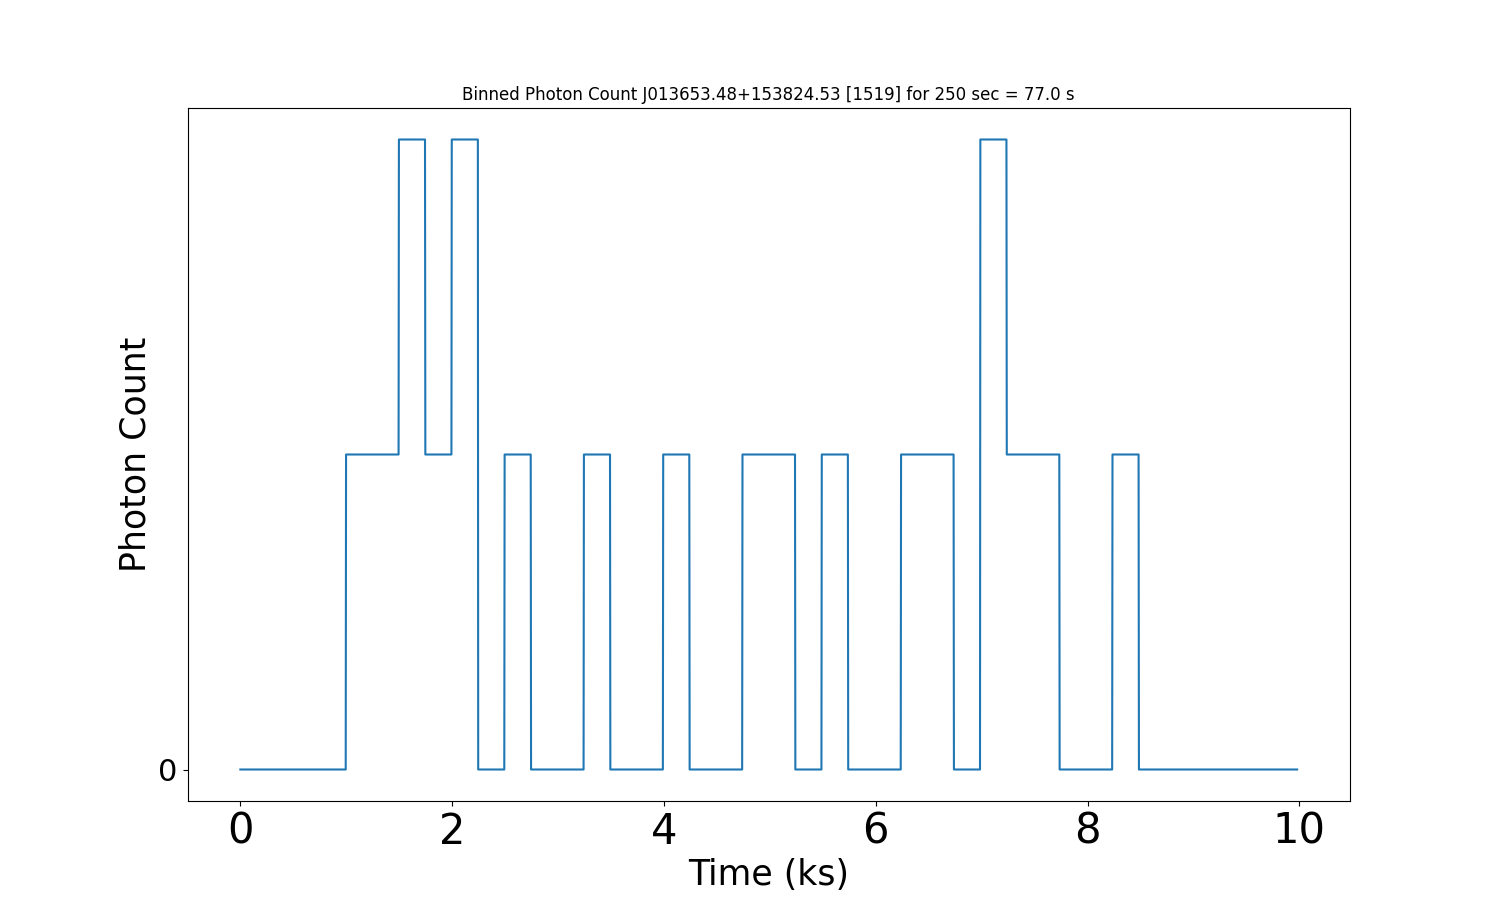 Binned Photon Count J013653.48+153824.53 [1519] for 250 sec = 77.0 s
Photon Count
0
0 2 4 6 8 10
Time (ks)